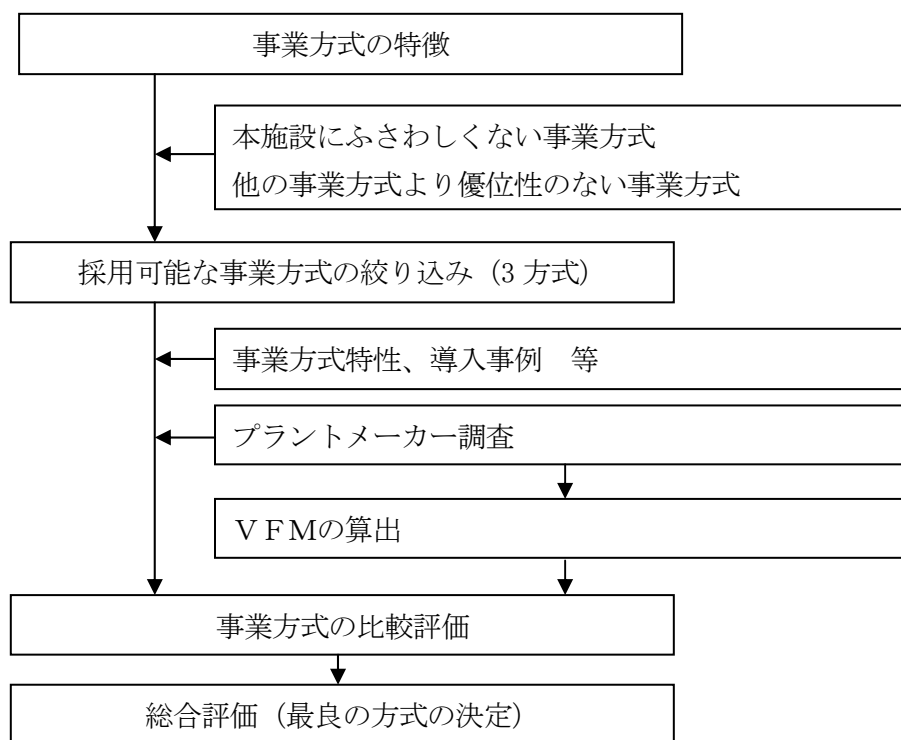 事業方式の特徴
本施設にふさわしくない事業方式
他の事業方式より優位性のない事業方式
採用可能な事業方式の絞り込み（3 方式）
事業方式特性、導入事例　等
プラントメーカー調査
ＶＦＭの算出
事業方式の比較評価
総合評価（最良の方式の決定）